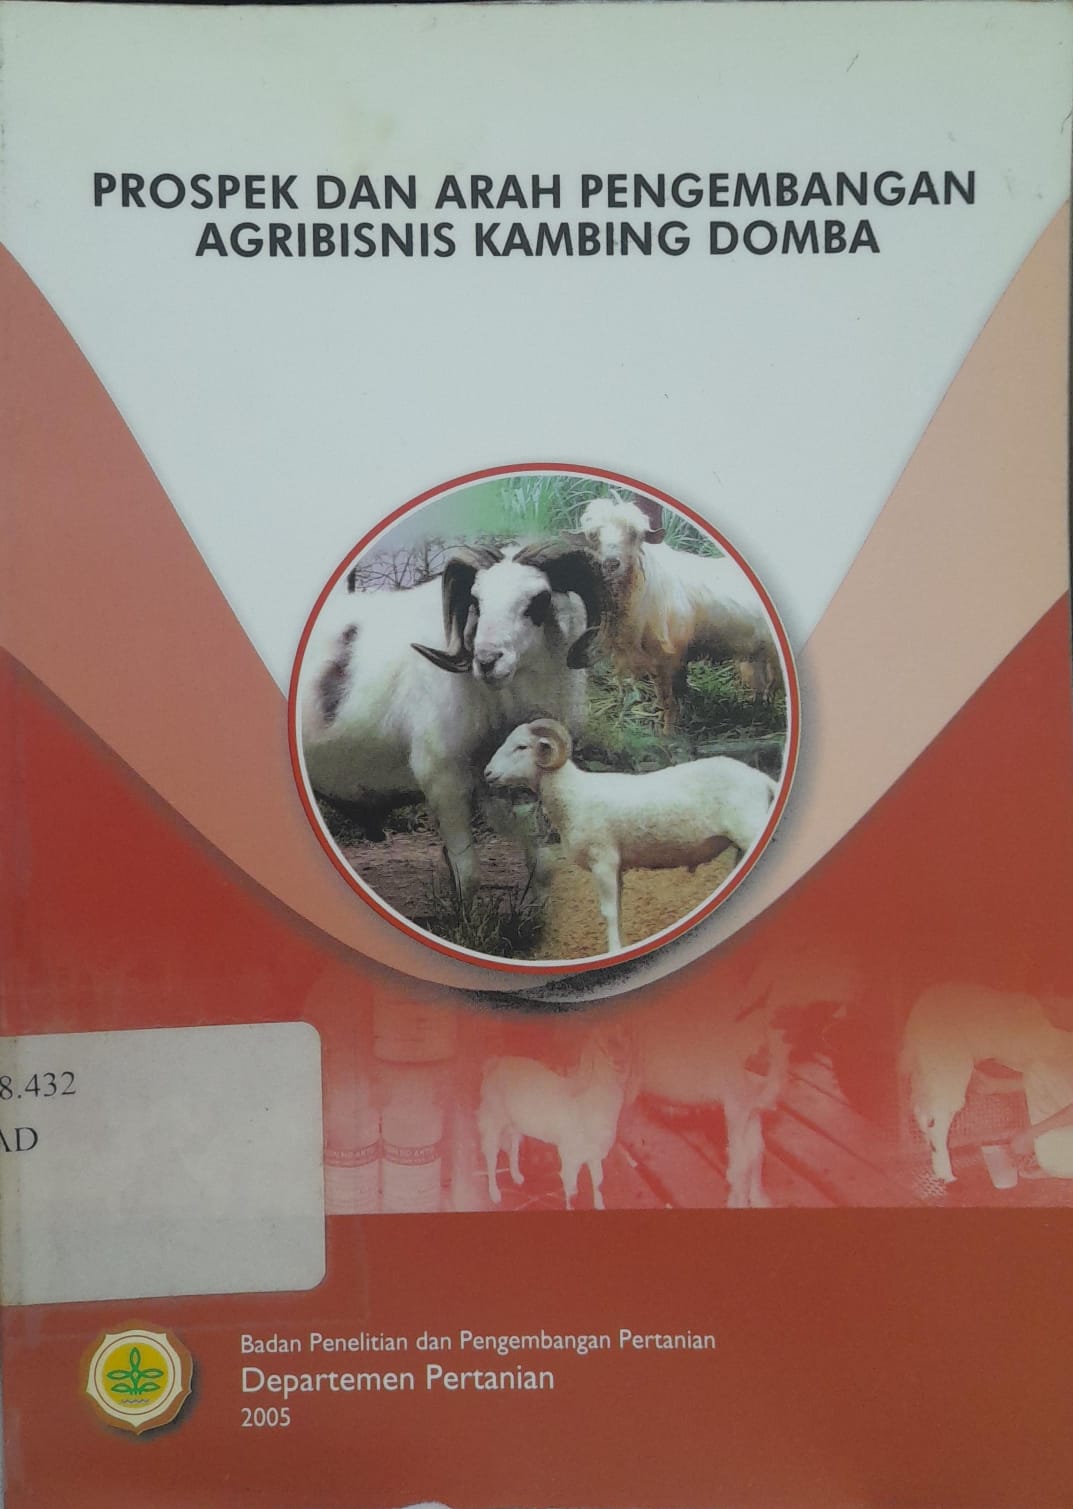 PROSPEK DAN ARAH PENGEMBANGAN
AGRIBISNIS KAMBING DOMBA
8.432
AD
Badan Penelitian dan Pengembangan Pertanian
Departemen Pertanian
2005